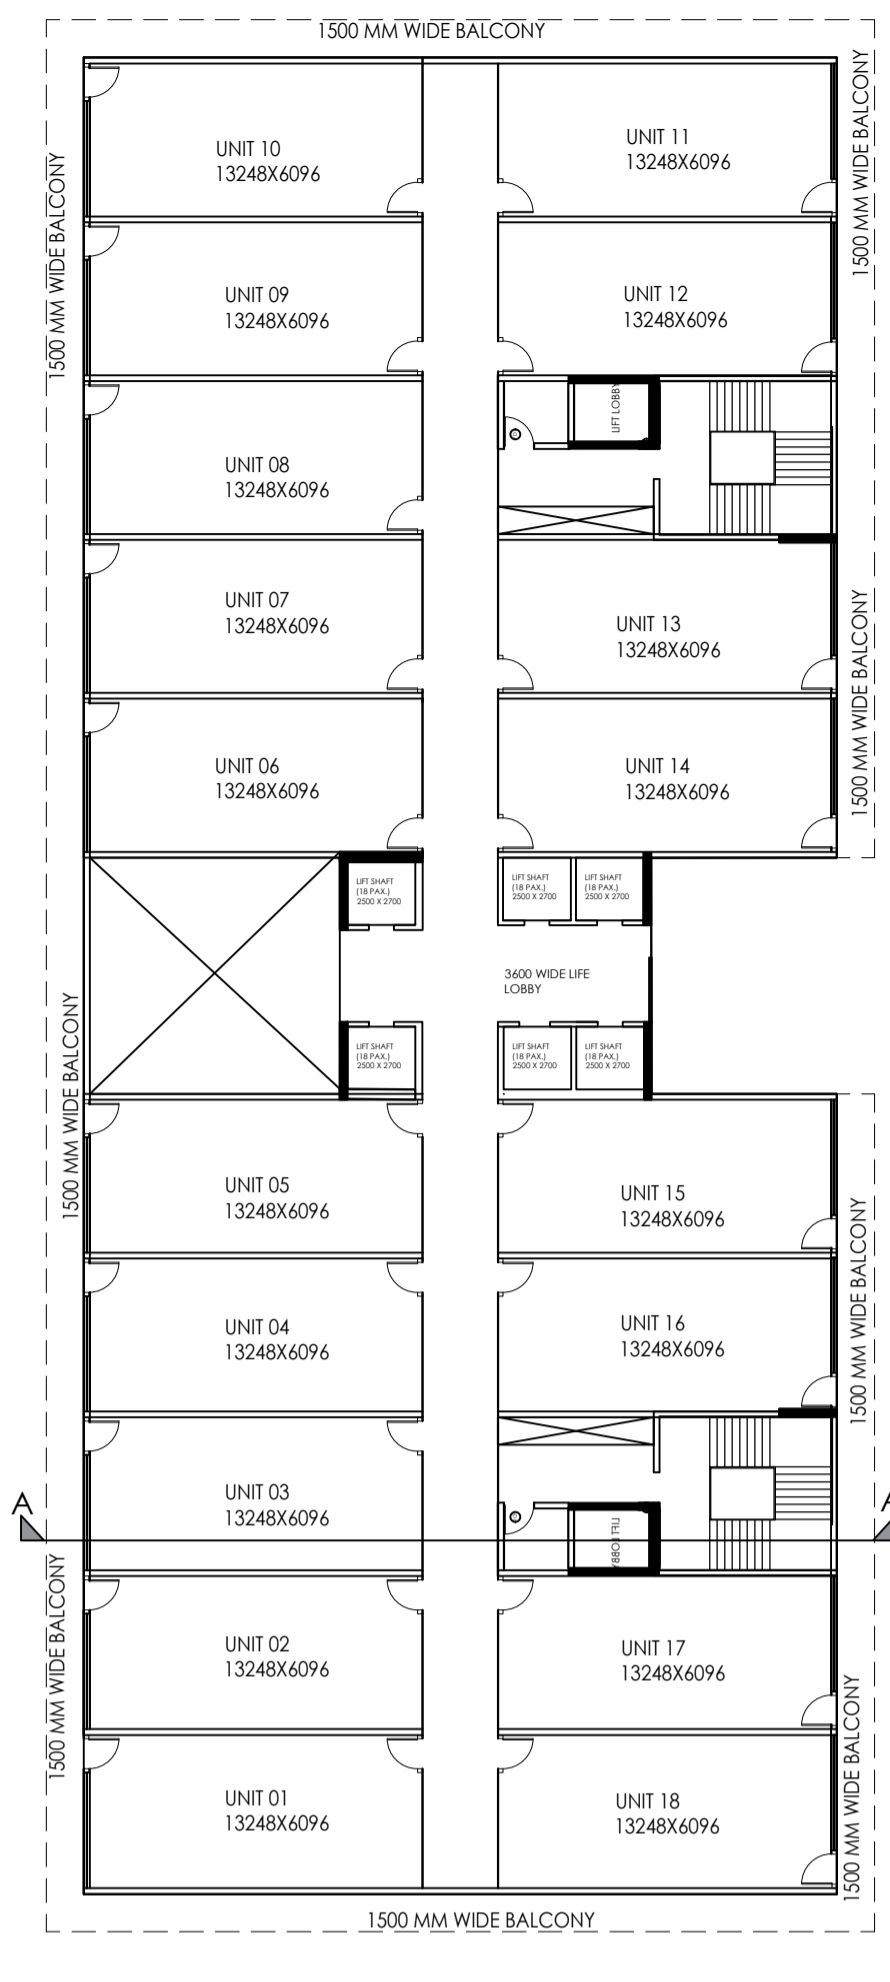 1500 MM WIDE BALCONY
1500 MM WIDE BALCONY
1500 MM WIDE BALCONY
UNIT 10
13248X6096
UNIT 11
13248X6096
UNIT 09
13248X6096
UNIT 12
13248X6096
LIFT LOBBY
UNIT 08
13248X6096
UNIT 07
13248X6096
UNIT 13
13248X6096
1500 MM WIDE BALCONY
UNIT 06
13248X6096
UNIT 14
13248X6096
LIFT SHAFT
(18 PAX.)
2500 X 2700
LIFT SHAFT
(18 PAX.)
2500 X 2700
LIFT SHAFT
(18 PAX.)
2500 X 2700
3600 WIDE LIFE
LOBBY
1500 MM WIDE BALCONY
LIFT SHAFT
(18 PAX.)
2500 X 2700
LIFT SHAFT
(18 PAX.)
2500 X 2700
LIFT SHAFT
(18 PAX.)
2500 X 2700
UNIT 05
13248X6096
UNIT 15
13248X6096
1500 MM WIDE BALCONY
UNIT 04
13248X6096
UNIT 16
13248X6096
UNIT 03
13248X6096
LIFT LOBBY
A
A
1500 MM WIDE BALCONY
UNIT 02
13248X6096
UNIT 17
13248X6096
1500 MM WIDE BALCONY
UNIT 01
13248X6096
UNIT 18
13248X6096
1500 MM WIDE BALCONY